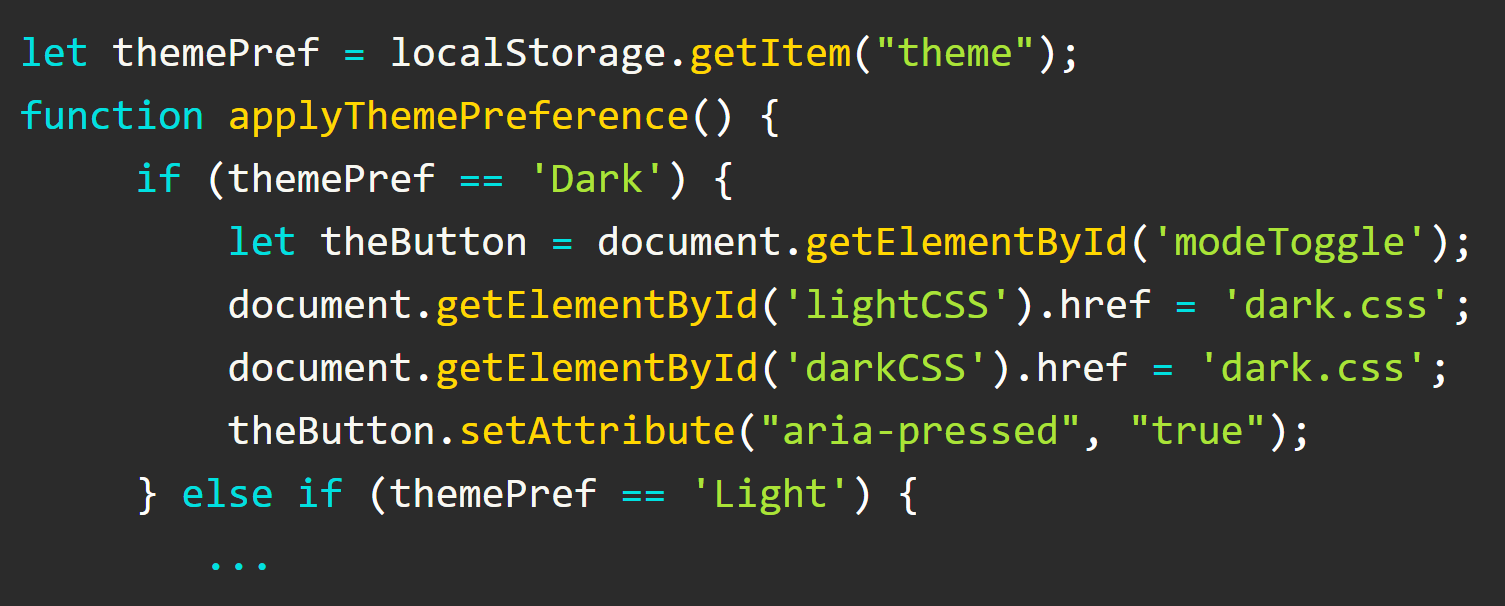 let themePref = localStorage.getItem("theme");
function applyThemePreference() {
     if (themePref == 'Dark') {
         let theButton = document.getElementById('modeToggle');
         document.getElementById('lightCSS').href = 'dark.css';
         document.getElementById('darkCSS').href = 'dark.css';
         theButton.setAttribute("aria-pressed", "true");
     } else if (themePref == 'Light') {
        ...